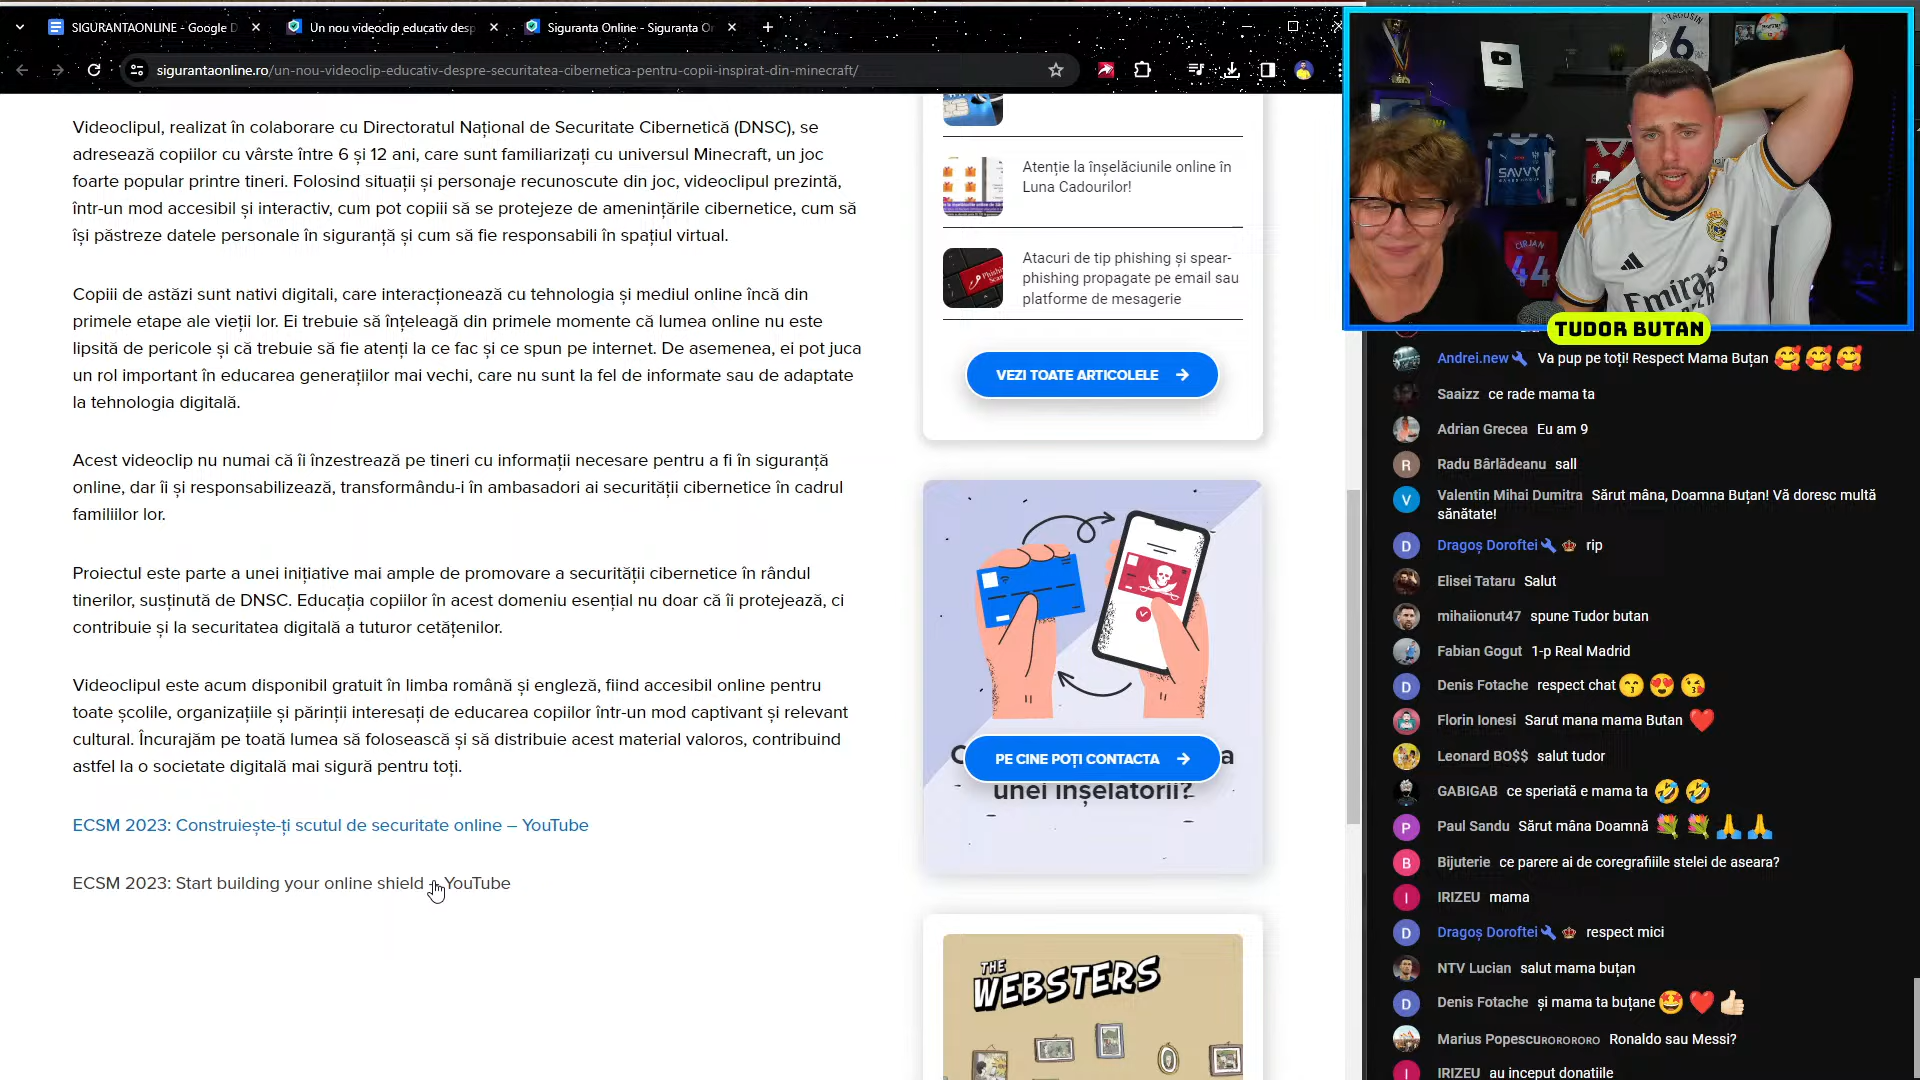 SIGURANTAONLINE - Google D
Un nou videoclip educativ desp
Siguranta Online - Siguranta Or
sigurantaonline.ro/un-nou-videoclip-educativ-despre-securitatea-cibernetica-pentru-copii-inspirat-din-minecraft/
Videoclipul, realizat în colaborare cu Directoratul Național de Securitate Cibernetică (DNSC), se
adresează copiilor cu vârste între 6 și 12 ani, care sunt familiarizați cu universul Minecraft, un joc
foarte popular printre tineri. Folosind situații și personaje recunoscute din joc, videoclipul prezintă,
într-un mod accesibil și interactiv, cum pot copiii să se protejeze de amenințările cibernetice, cum să
își păstreze datele personale în siguranță și cum să fie responsabili în spațiul virtual.
Copiii de astăzi sunt nativi digitali, care interacționează cu tehnologia și mediul online încă din
primele etape ale vieții lor. Ei trebuie să înțeleagă din primele momente că lumea online nu este
lipsită de pericole și că trebuie să fie atenți la ce fac și ce spun pe internet. De asemenea, ei pot juca
un rol important în educarea generațiilor mai vechi, care nu sunt la fel de informate sau de adaptate
la tehnologia digitală.
Acest videoclip nu numai că îi înzestrează pe tineri cu informații necesare pentru a fi în siguranță
online, dar îi și responsabilizează, transformându-i în ambasadori ai securității cibernetice în cadrul
familiilor lor.
Proiectul este parte a unei inițiative mai ample de promovare a securității cibernetice în rândul
tinerilor, susținută de DNSC. Educația copiilor în acest domeniu esențial nu doar că îi protejează, ci
contribuie și la securitatea digitală a tuturor cetățenilor.
Videoclipul este acum disponibil gratuit în limba română și engleză, fiind accesibil online pentru
toate școlile, organizațiile și părinții interesați de educarea copiilor într-un mod captivant și relevant
cultural. Încurajăm pe toată lumea să folosească și să distribuie acest material valoros, contribuind
astfel la o societate digitală mai sigură pentru toți.
ECSM 2023: Construiește-ți scutul de securitate online – YouTube
ECSM 2023: Start building your online shield – YouTube
Atenție la înșelăciunile online în
Luna Cadourilor!
Atacuri de tip phishing și spear-
phishing propagate pe email sau
platforme de mesagerie
VEZI TOATE ARTICOLELE
PE CINE POȚI CONTACTA
unei înșelătorii?
THE
WEBSTERS
DRAGUSIN
6
SAVVY
CIRJAN
44
Emirates
TUDOR BUTAN
Andrei.new Va pup pe toți! Respect Mama Buțan 🥰🥰🥰
Saaizz ce rade mama ta
Adrian Grecea Eu am 9
Radu Bârlădeanu sall
Valentin Mihai Dumitra Sărut mâna, Doamna Buțan! Vă doresc multă
sănătate!
Dragoș Doroftei rip
Elisei Tataru Salut
mihaiionut47 spune Tudor butan
Fabian Gogut 1-p Real Madrid
Denis Fotache respect chat 😙 😍 😘
Florin Ionesi Sarut mana mama Butan ❤️
Leonard BO$$ salut tudor
GABIGAB ce speriată e mama ta 🤣 🤣
Paul Sandu Sărut mâna Doamnă 💐 💐 🙏 🙏
Bijuterie ce parere ai de coregrafiiile stelei de aseara?
IRIZEU mama
Dragoș Doroftei respect mici
NTV Lucian salut mama buțan
Denis Fotache și mama ta buțane 🤩 ❤️ 👍🏻
Marius Popescuʀᴏʀᴏʀᴏʀᴏ Ronaldo sau Messi?
IRIZEU au inceput donatiile